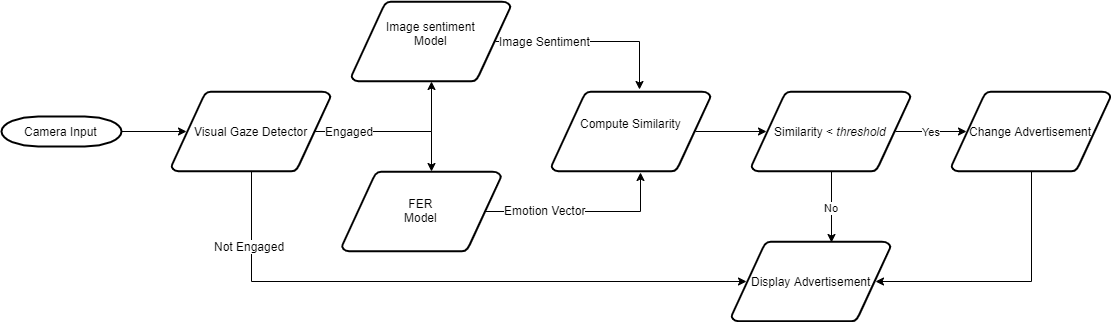 Image sentiment
Model
Image Sentiment
Camera Input
Visual Gaze Detector
Engaged
Compute Similarity
Similarity < threshold
Yes
Change Advertisement
FER
Model
Emotion Vector
No
Not Engaged
Display Advertisement